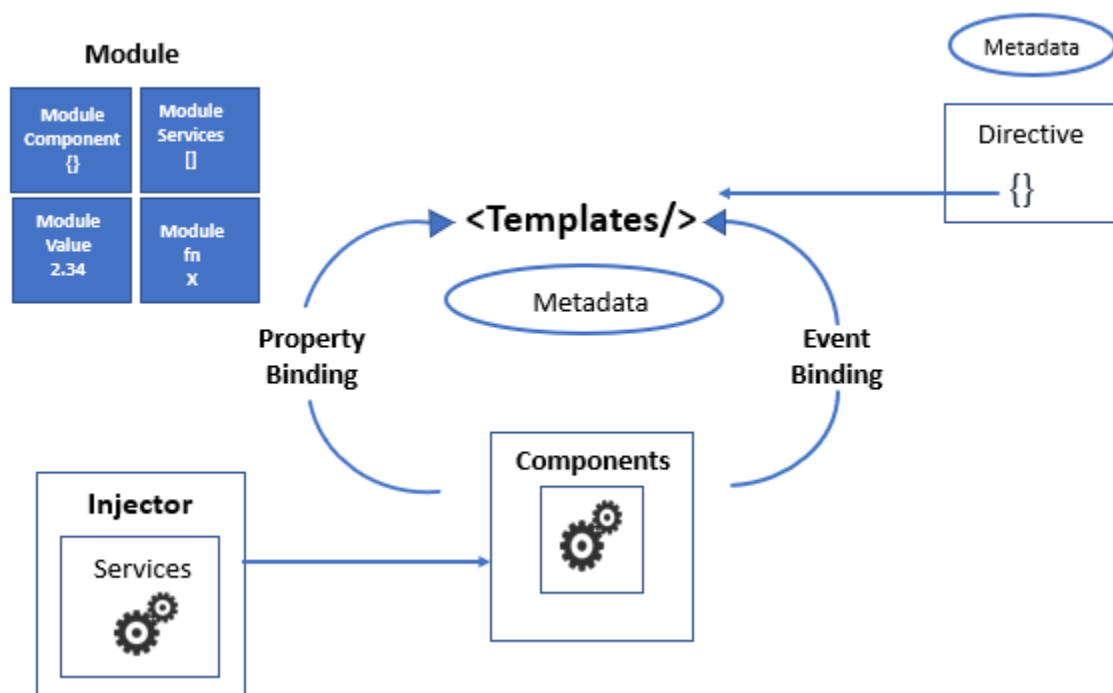 Module
Module
Component
{}
Module
Services
[]
Module
Value
2.34
Module
fn
X
Metadata
Directive
{}
<Templates/>
Metadata
Property
Binding
Event
Binding
Components
Injector
Services